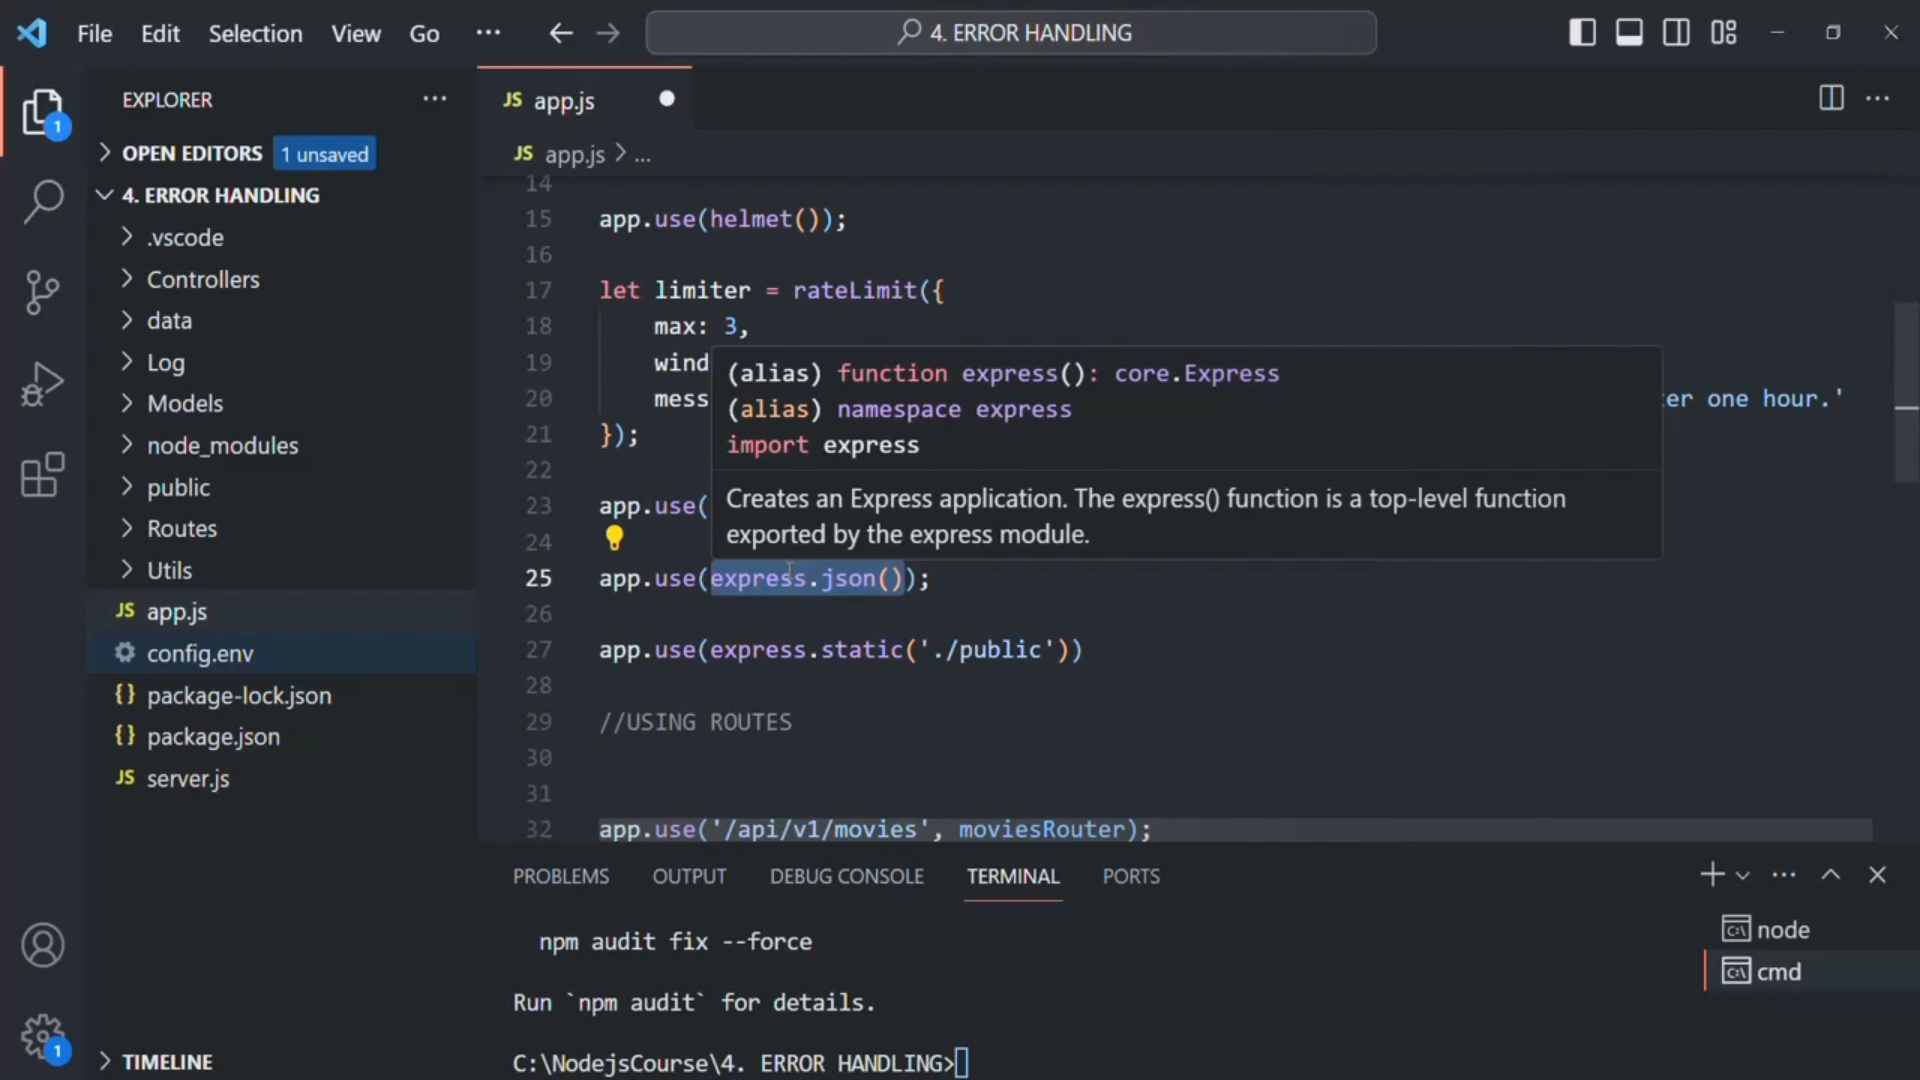 File Edit Selection View Go ···
4. ERROR HANDLING
EXPLORER
OPEN EDITORS 1 unsaved
4. ERROR HANDLING
.vscode
Controllers
data
Log
Models
node_modules
public
Routes
Utils
JS app.js
config.env
{} package-lock.json
{} package.json
JS server.js
TIMELINE
1
1
JS app.js
JS app.js > ...
14
15 app.use(helmet());
16
17 let limiter = rateLimit({
18 max: 3,
19 wind
20 mess er one hour.'
21 });
22
23 app.use(
24
25 app.use(express.json());
26
27 app.use(express.static('./public'))
28
29 //USING ROUTES
30
31
32 app.use('/api/v1/movies', moviesRouter);
(alias) function express(): core.Express
(alias) namespace express
import express
Creates an Express application. The express() function is a top-level function
exported by the express module.
PROBLEMS OUTPUT DEBUG CONSOLE TERMINAL PORTS
npm audit fix --force
Run `npm audit` for details.
C:\NodejsCourse\4. ERROR HANDLING>
node
cmd